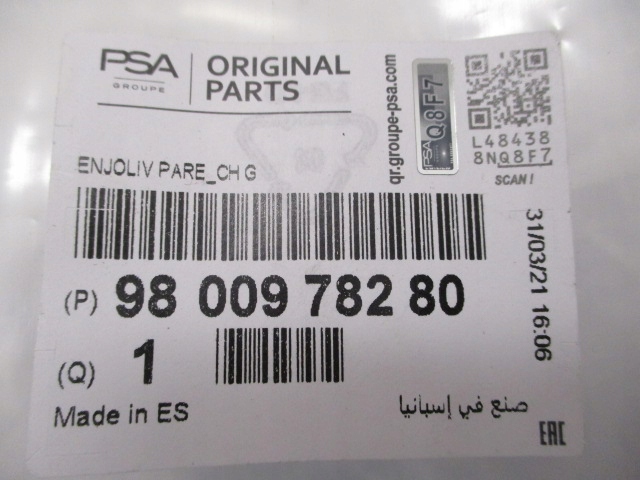 PSA
GROUPE
ORIGINAL
PARTS
qr.groupe-psa.com
PSA Q8F7
L48438
8NQ8F7
SCAN!
ENJOLIV PARE_CH G
31/03/21 16:06
(P) 98 009 782 80
(Q) 1
Made in ES
صنع في إسبانيا
EAC